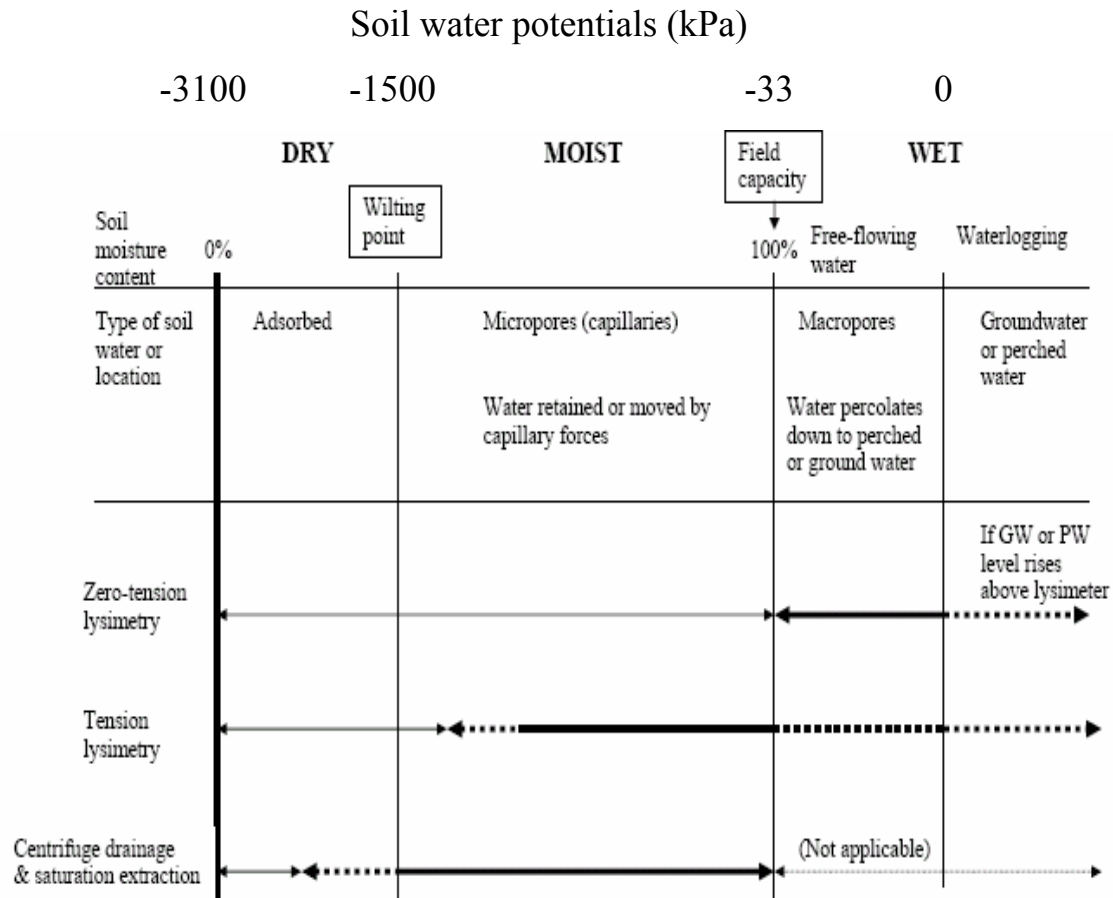 Soil water potentials (kPa)
-3100 -1500 -33 0
DRY MOIST WET
Field
capacity
Wilting
point
Soil
moisture
content
0% 100%
Free-flowing
water
Waterlogging
Type of soil
water or
location
Adsorbed
Micropores (capillaries)
Macropores
Groundwater
or perched
water
Water retained or moved by
capillary forces
Water percolates
down to perched
or ground water
If GW or PW
level rises
above lysimeter
Zero-tension
lysimetry
Tension
lysimetry
Centrifuge drainage
& saturation extraction
(Not applicable)